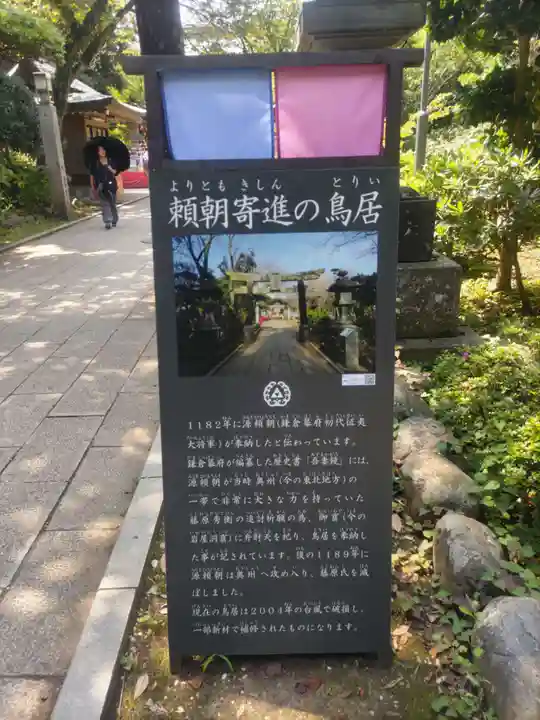 よりとも きしん とりい
頼朝寄進の鳥居
1182年に源頼朝(鎌倉幕府初代征夷
大将軍)が奉納したと伝わっています。
鎌倉幕府が編纂した歴史書「吾妻鏡」には、
源頼朝が当時 奥州(今の東北地方)の
一帯で非常に大きな力を持っていた
藤原秀衡の追討祈願の為、御窟(今の
岩屋洞窟)に弁財天を祀り、鳥居を奉納し
た事が記されています。後の1189年に
源頼朝は奥州へ攻め入り、藤原氏を滅
ぼしました。
現在の鳥居は2004年の台風で破損し、
一部新材で補修されたものになります。